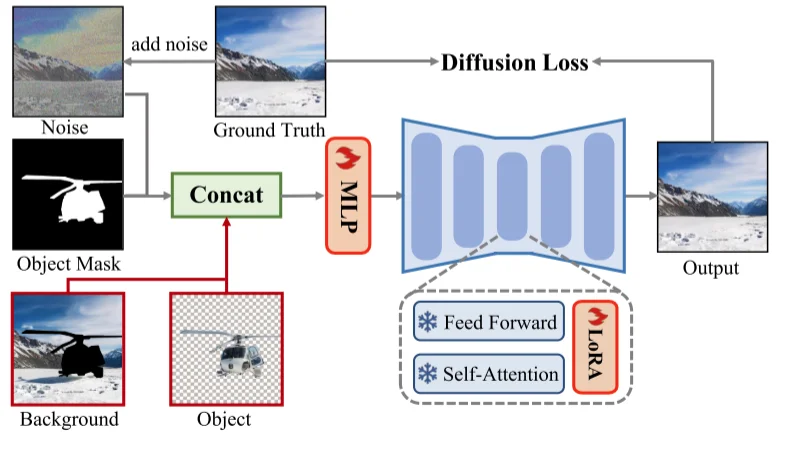 add noise
Diffusion Loss
Noise
Ground Truth
Concat
MLP
Object Mask
Output
Feed Forward
Self-Attention
LoRA
Background
Object